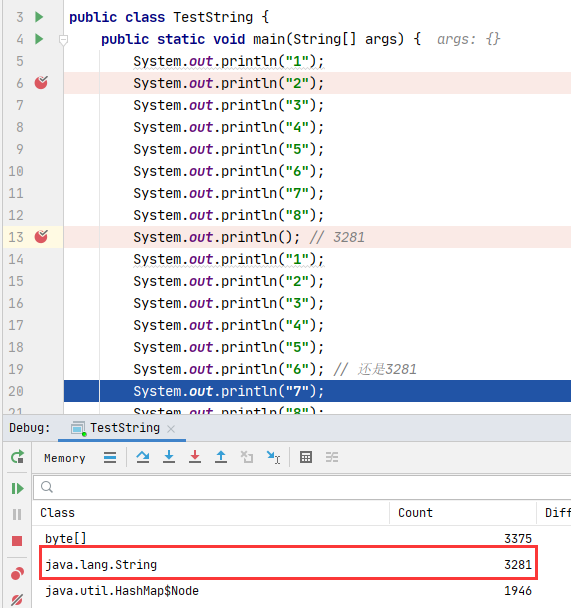 3 public class TestString {
4 public static void main(String[] args) { args: {}
5 System.out.println("1");
6 System.out.println("2");
7 System.out.println("3");
8 System.out.println("4");
9 System.out.println("5");
10 System.out.println("6");
11 System.out.println("7");
12 System.out.println("8");
13 System.out.println(); // 3281
14 System.out.println("1");
15 System.out.println("2");
16 System.out.println("3");
17 System.out.println("4");
18 System.out.println("5");
19 System.out.println("6"); // 还是3281
20 System.out.println("7");
21 System.out.println("8");
Debug: TestString
Memory
Class Count Diff
byte[] 3375
java.lang.String 3281
java.util.HashMap$Node 1946